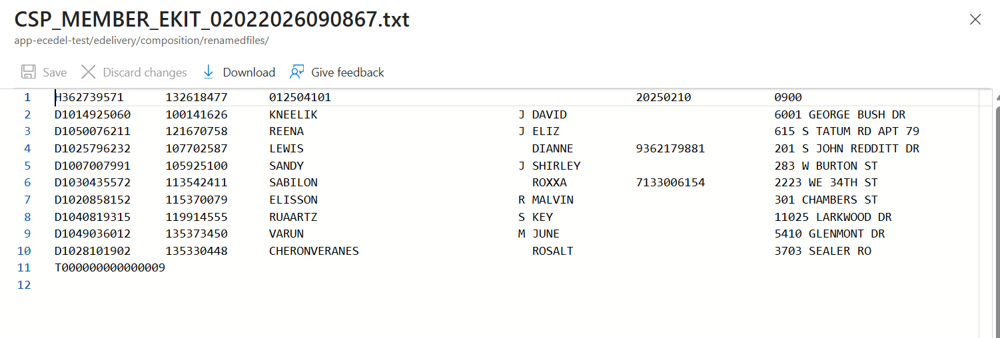 CSP_MEMBER_EKIT_02022026090867.txt
app-ecedel-test/edelivery/composition/renamedfiles/
Save Discard changes Download Give feedback
1 H362739571 132618477 012504101 20250210 0900
2 D1014925060 100141626 KNEELIK J DAVID 6001 GEORGE BUSH DR
3 D1050076211 121670758 REENA J ELIZ 615 S TATUM RD APT 79
4 D1025796232 107702587 LEWIS DIANNE 9362179881 201 S JOHN REDDITT DR
5 D1007007991 105925100 SANDY J SHIRLEY 283 W BURTON ST
6 D1030435572 113542411 SABILON ROXXA 7133006154 2223 WE 34TH ST
7 D1020858152 115370079 ELISSON R MALVIN 301 CHAMBERS ST
8 D1040819315 119914555 RUAARTZ S KEY 11025 LARKWOOD DR
9 D1049036012 135373450 VARUN M JUNE 5410 GLENMONT DR
10 D1028101902 135330448 CHERONVERANES ROSALT 3703 SEALER RO
11 T000000000000009
12